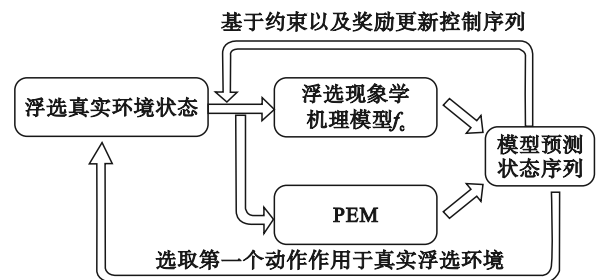 基于约束以及奖励更新控制序列
浮选真实环境状态
浮选现象学
机理模型fc
模型预测
状态序列
PEM
选取第一个动作作用于真实浮选环境